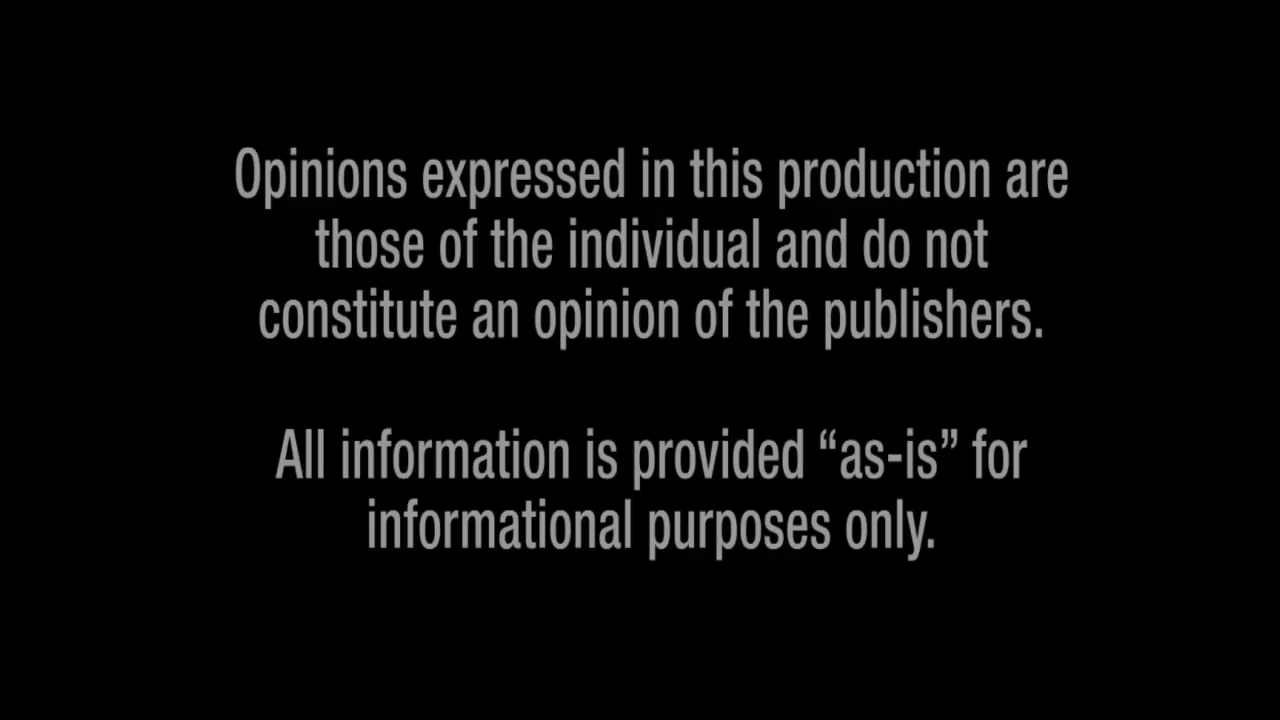 Opinions expressed in this production are
those of the individual and do not
constitute an opinion of the publishers.
All information is provided “as-is” for
informational purposes only.